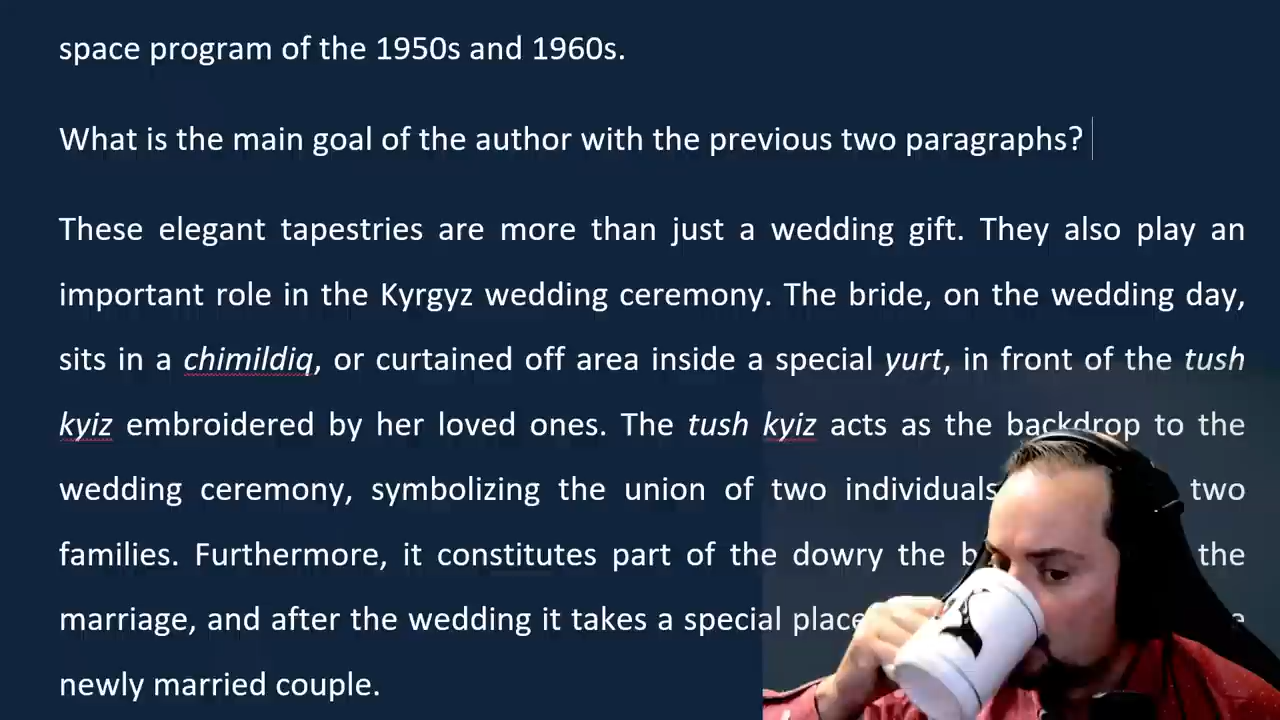 space program of the 1950s and 1960s.
What is the main goal of the author with the previous two paragraphs?
These elegant tapestries are more than just a wedding gift. They also play an
important role in the Kyrgyz wedding ceremony. The bride, on the wedding day,
sits in a chimildiq, or curtained off area inside a special yurt, in front of the tush
kyiz embroidered by her loved ones. The tush kyiz acts as the backdrop to the
wedding ceremony, symbolizing the union of two individuals two
families. Furthermore, it constitutes part of the dowry the the
marriage, and after the wedding it takes a special place
newly married couple.